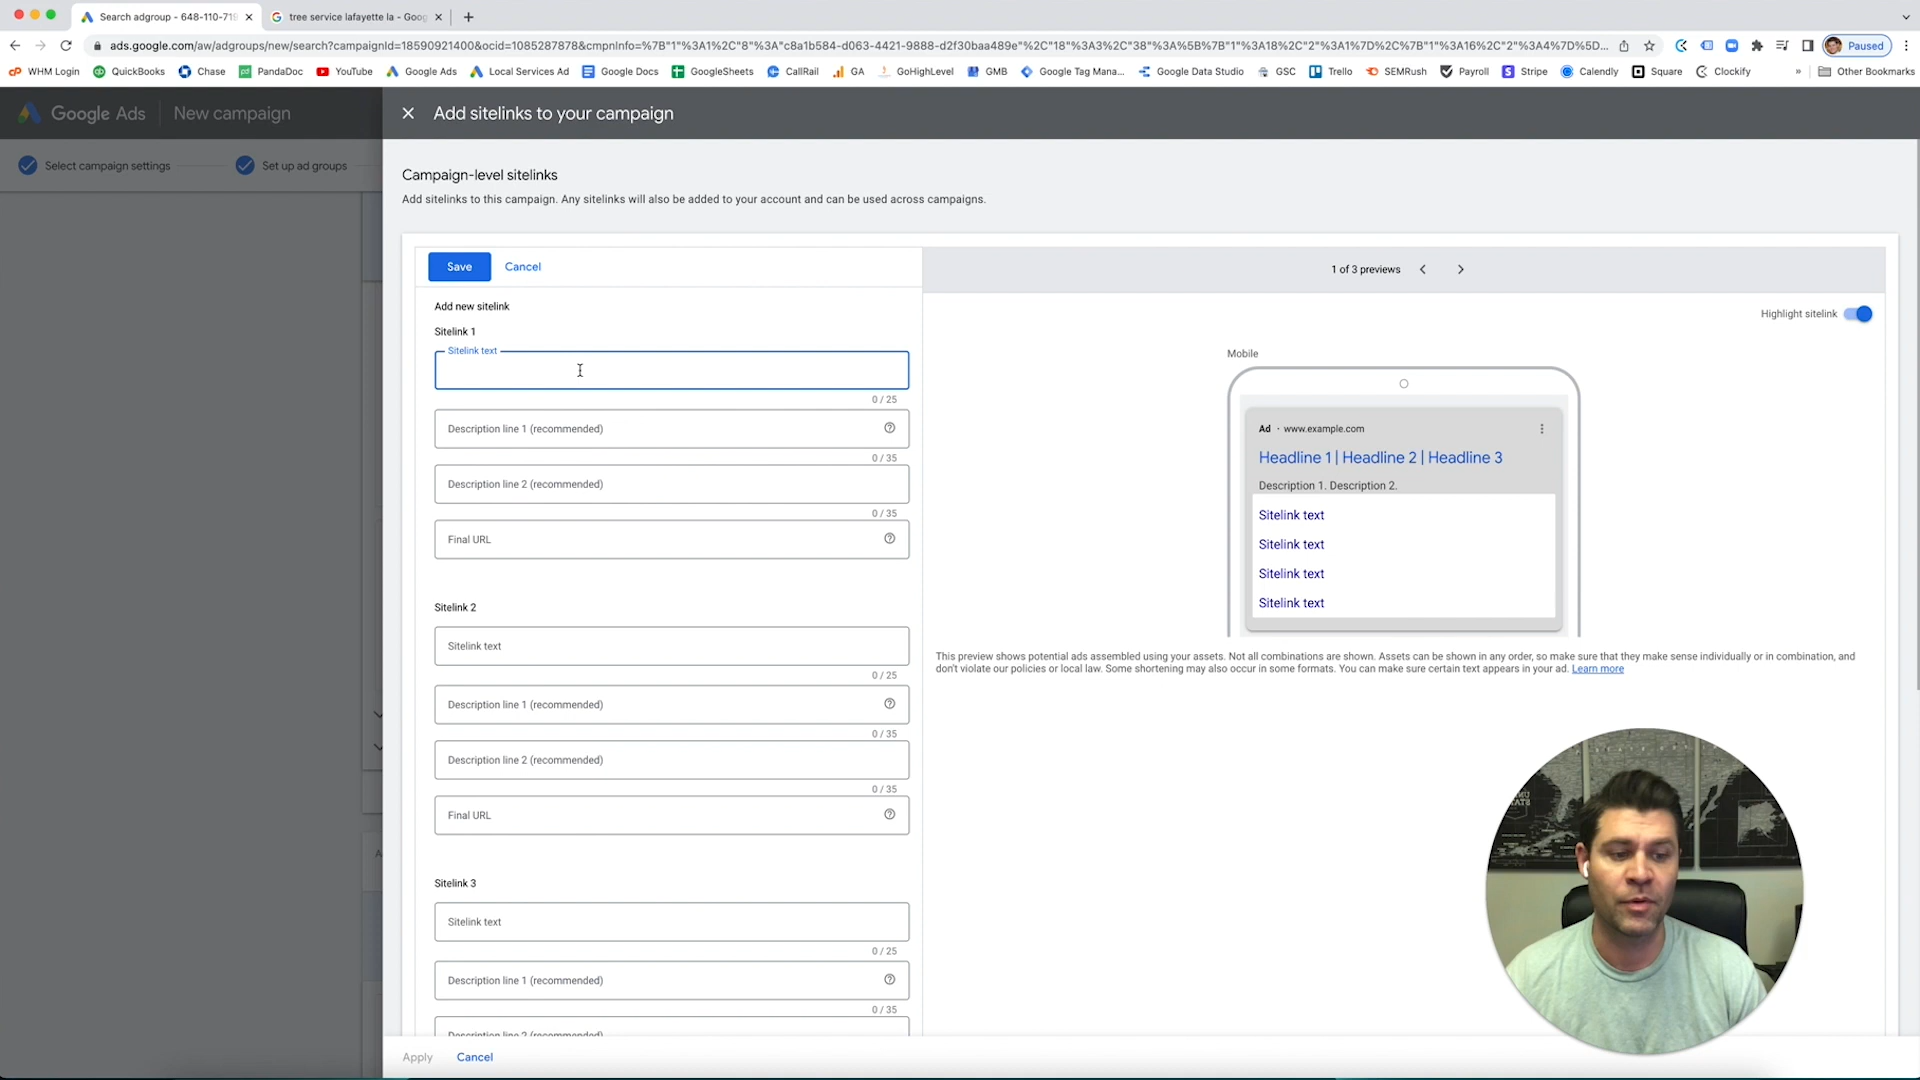 Search adgroup - 648-110-719
tree service lafayette la - Goog
ads.google.com/aw/adgroups/new/search?campaignId=18590921400&ocid=1085287878&cmpnInfo=%7B"1"%3A1%2C"8"%3A"c8a1b584-d063-4421-9888-d2f30baa489e"%2C"18"%3A3%2C"38"%3A%5B%7B"1"%3A18%2C"2"%3A1%7D%2C%7B"1"%3A16%2C"2"%3A4%7D%5D...
Paused
WHM Login
QuickBooks
Chase
PandaDoc
YouTube
Google Ads
Local Services Ad
Google Docs
GoogleSheets
CallRail
GA
GoHighLevel
GMB
Google Tag Mana...
Google Data Studio
GSC
Trello
SEMRush
Payroll
Stripe
Calendly
Square
Clockify
»
Other Bookmarks
Google Ads
New campaign
Add sitelinks to your campaign
Select campaign settings
Set up ad groups
Campaign-level sitelinks
Add sitelinks to this campaign. Any sitelinks will also be added to your account and can be used across campaigns.
Save
Cancel
1 of 3 previews
Add new sitelink
Highlight sitelink
Sitelink 1
Sitelink text
0 / 25
Description line 1 (recommended)
0 / 35
Description line 2 (recommended)
0 / 35
Final URL
Sitelink 2
Sitelink text
0 / 25
Description line 1 (recommended)
0 / 35
Description line 2 (recommended)
0 / 35
Final URL
Sitelink 3
Sitelink text
0 / 25
Description line 1 (recommended)
0 / 35
Description line 2 (recommended)
Mobile
Ad · www.example.com
Headline 1 | Headline 2 | Headline 3
Description 1. Description 2.
Sitelink text
Sitelink text
Sitelink text
Sitelink text
This preview shows potential ads assembled using your assets. Not all combinations are shown. Assets can be shown in any order, so make sure that they make sense individually or in combination, and
don't violate our policies or local law. Some shortening may also occur in some formats. You can make sure certain text appears in your ad. Learn more
Apply
Cancel